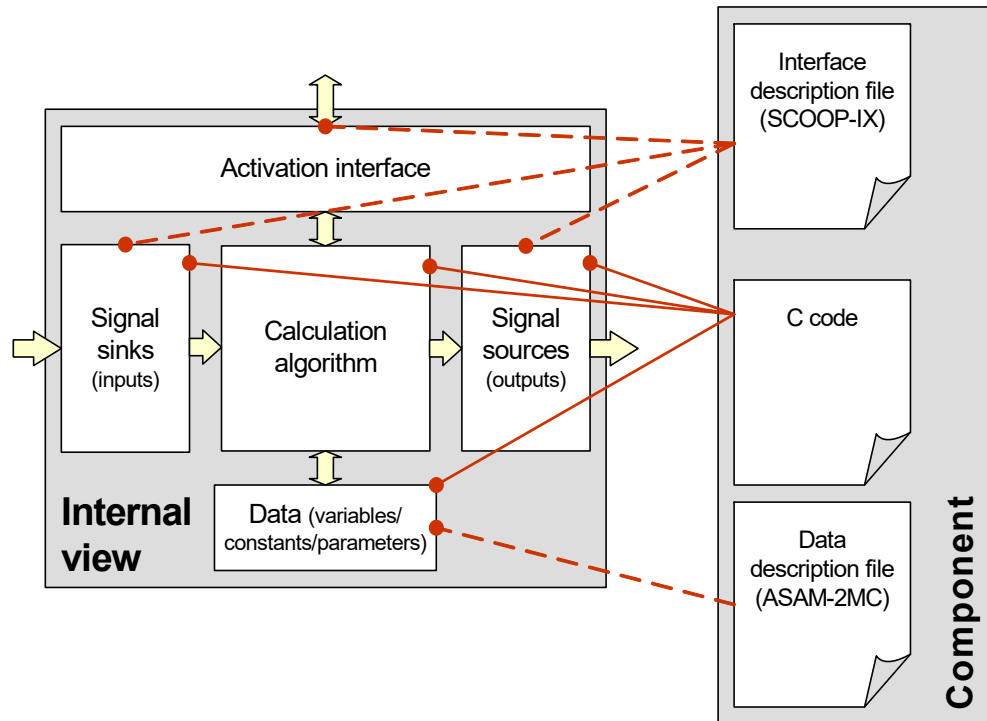 Activation interface
Signal
sinks
(inputs)
Calculation
algorithm
Signal
sources
(outputs)
Data (variables/
constants/parameters)
Internal
view
Interface
description file
(SCOOP-IX)
C code
Data
description file
(ASAM-2MC)
Component